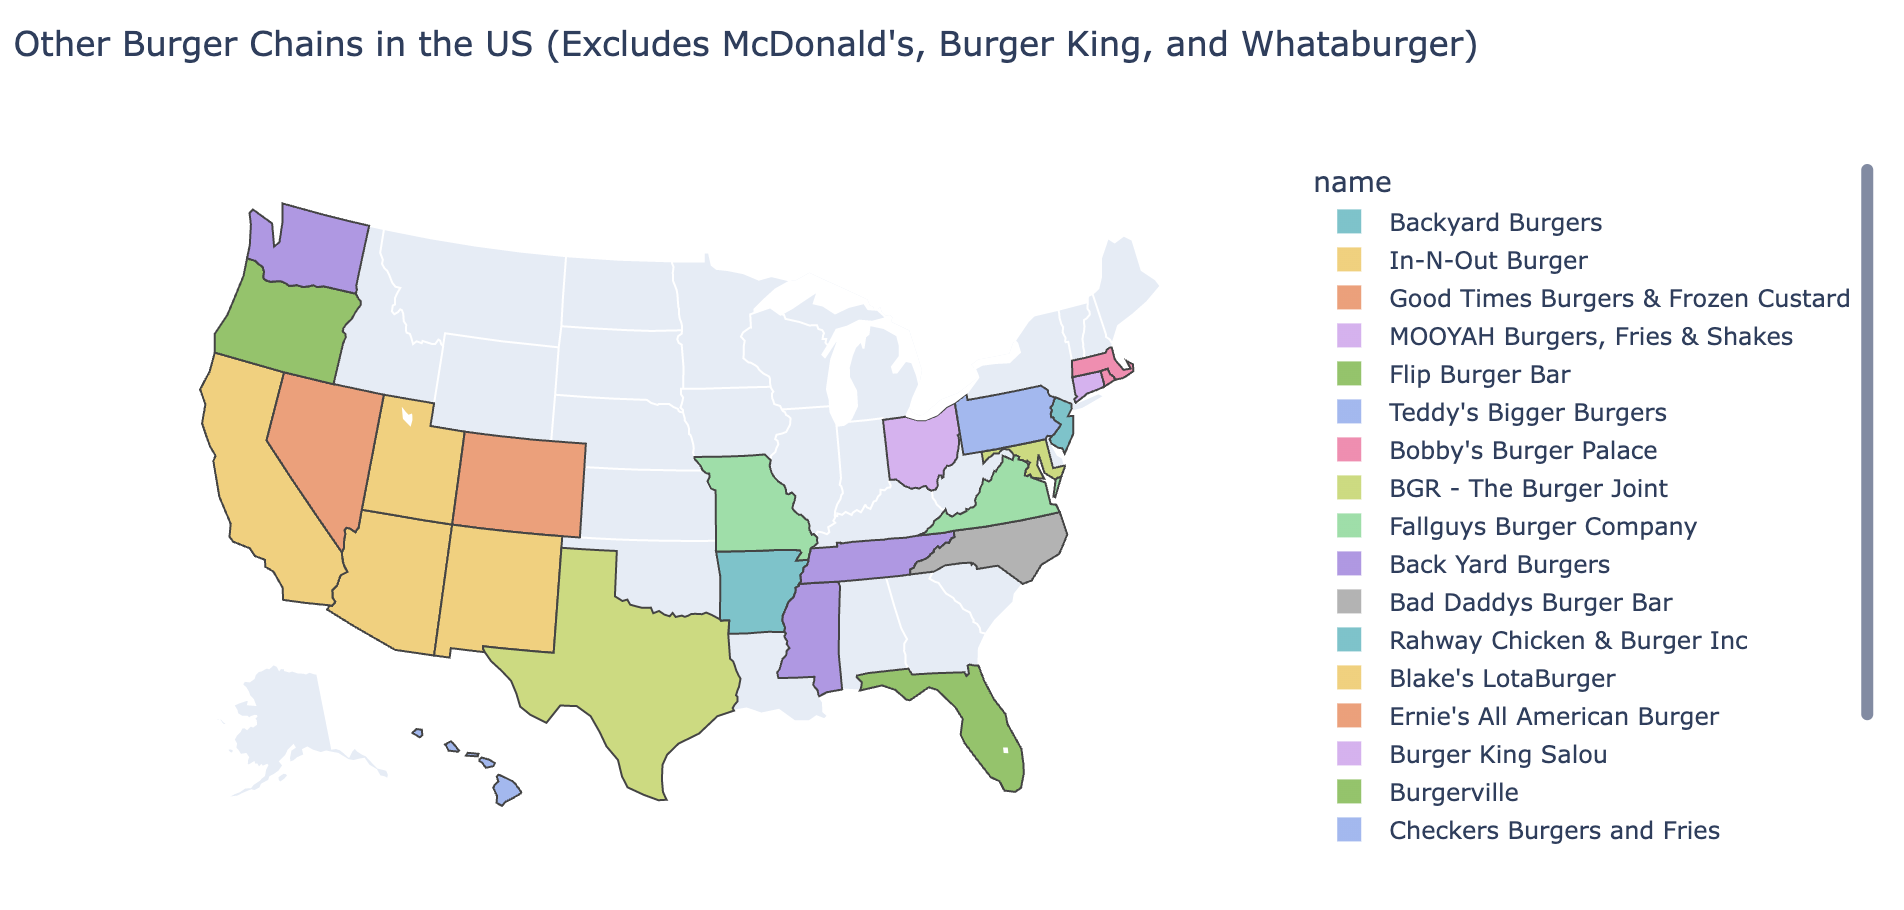 Other Burger Chains in the US (Excludes McDonald's, Burger King, and Whataburger)
name
Backyard Burgers
In-N-Out Burger
Good Times Burgers & Frozen Custard
MOOYAH Burgers, Fries & Shakes
Flip Burger Bar
Teddy's Bigger Burgers
Bobby's Burger Palace
BGR - The Burger Joint
Fallguys Burger Company
Back Yard Burgers
Bad Daddys Burger Bar
Rahway Chicken & Burger Inc
Blake's LotaBurger
Ernie's All American Burger
Burger King Salou
Burgerville
Checkers Burgers and Fries